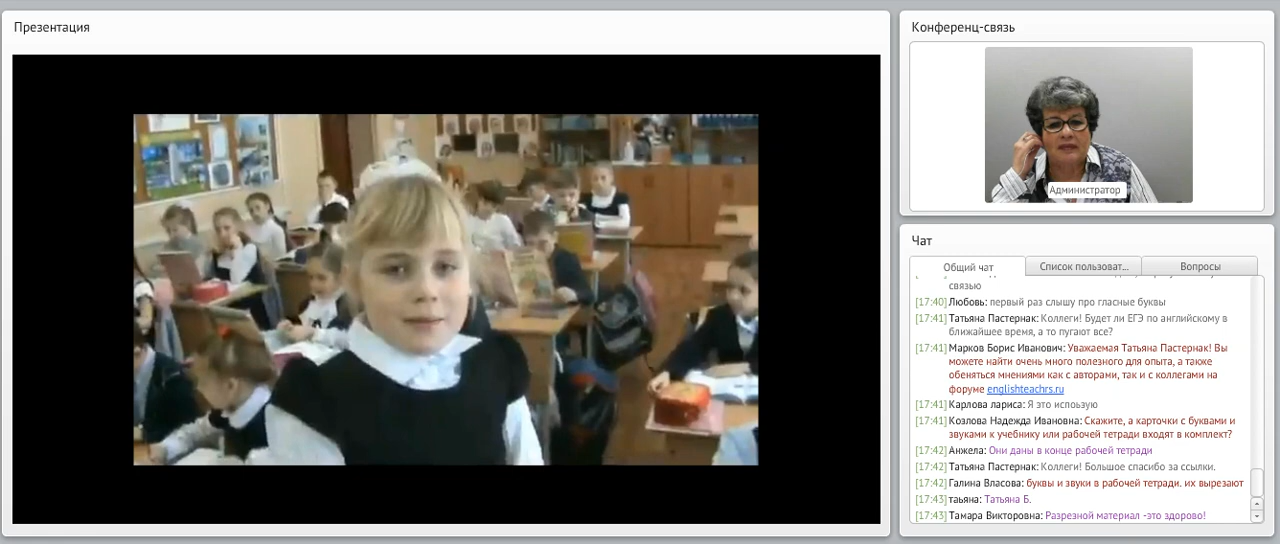 Презентация
Конференц-связь
Администратор
Чат
Общий чат
Список пользоват...
Вопросы
связью
[17:40] Любовь: первый раз слышу про гласные буквы
[17:41] Татьяна Пастернак: Коллеги! Будет ли ЕГЭ по английскому в
ближайшее время, а то пугают все?
[17:41] Марков Борис Иванович: Уважаемая Татьяна Пастернак! Вы
можете найти очень много полезного для опыта, а также
обеняться мнениями как с авторами, так и с коллегами на
форуме englishteachrs.ru
[17:41] Карлова лариса: Я это испоьзую
[17:41] Козлова Надежда Ивановна: Скажите, а карточки с буквами и
звуками к учебнику или рабочей тетради входят в комплект?
[17:42] Анжела: Они даны в конце рабочей тетради
[17:42] Татьяна Пастернак: Коллеги! Большое спасибо за ссылки.
[17:42] Галина Власова: буквы и звуки в рабочей тетради. их вырезают
[17:43] таьяна: Татьяна Б.
[17:43] Тамара Викторовна: Разрезной материал -это здорово!